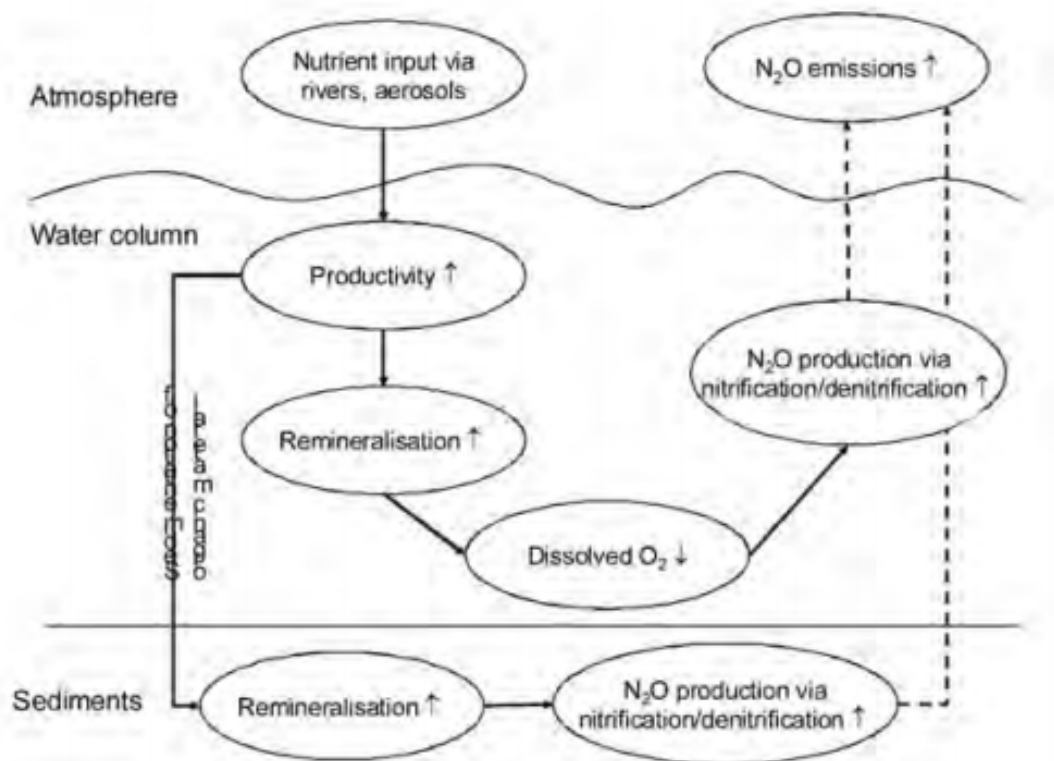 Nutrient input via
rivers, aerosols
N₂O emissions ↑
Atmosphere
Water column
Productivity ↑
N₂O production via
nitrification/denitrification ↑
Remineralisation ↑
Dissolved O₂ ↓
Sediments
Remineralisation ↑
N₂O production via
nitrification/denitrification ↑